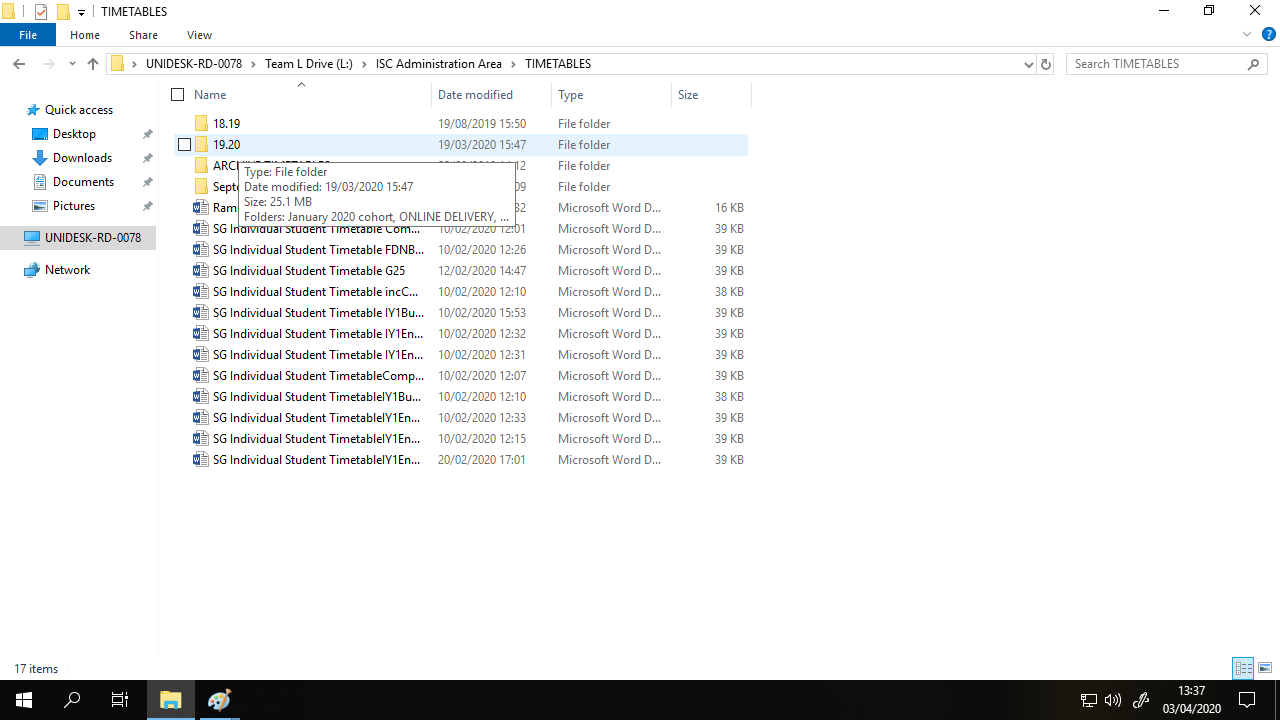 TIMETABLES
File Home Share View
UNIDESK-RD-0078 Team L Drive (L:) ISC Administration Area TIMETABLES
Search TIMETABLES
Quick access
Desktop
Downloads
Documents
Pictures
UNIDESK-RD-0078
Network
Name Date modified Type Size
18.19 19/08/2019 15:50 File folder
19.20 19/03/2020 15:47 File folder
File folder
File folder
Type: File folder
Date modified: 19/03/2020 15:47
Size: 25.1 MB
Folders: January 2020 cohort, ONLINE DELIVERY, ...
Microsoft Word D... 16 KB
SG Individual Student Timetable Com... 10/02/2020 12:01 Microsoft Word D... 39 KB
SG Individual Student Timetable FDNB... 10/02/2020 12:26 Microsoft Word D... 39 KB
SG Individual Student Timetable G25 12/02/2020 14:47 Microsoft Word D... 39 KB
SG Individual Student Timetable incC... 10/02/2020 12:10 Microsoft Word D... 38 KB
SG Individual Student Timetable IY1Bu... 10/02/2020 15:53 Microsoft Word D... 39 KB
SG Individual Student Timetable IY1En... 10/02/2020 12:32 Microsoft Word D... 39 KB
SG Individual Student Timetable IY1En... 10/02/2020 12:31 Microsoft Word D... 39 KB
SG Individual Student TimetableComp... 10/02/2020 12:07 Microsoft Word D... 39 KB
SG Individual Student TimetableIY1Bu... 10/02/2020 12:10 Microsoft Word D... 38 KB
SG Individual Student TimetableIY1En... 10/02/2020 12:33 Microsoft Word D... 39 KB
SG Individual Student TimetableIY1En... 10/02/2020 12:15 Microsoft Word D... 39 KB
SG Individual Student TimetableIY1En... 20/02/2020 17:01 Microsoft Word D... 39 KB
17 items
13:37
03/04/2020